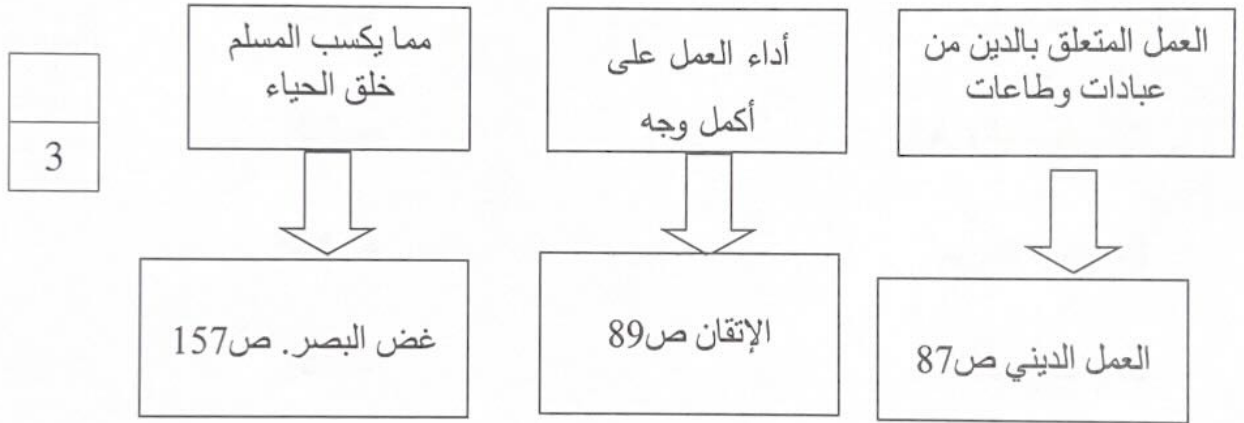 العمل المتعلق بالدين من
عبادات وطاعات
أداء العمل على
أكمل وجه
مما يكسب المسلم
خلق الحياء
3
العمل الديني ص87
الإتقان ص89
غض البصر. ص157